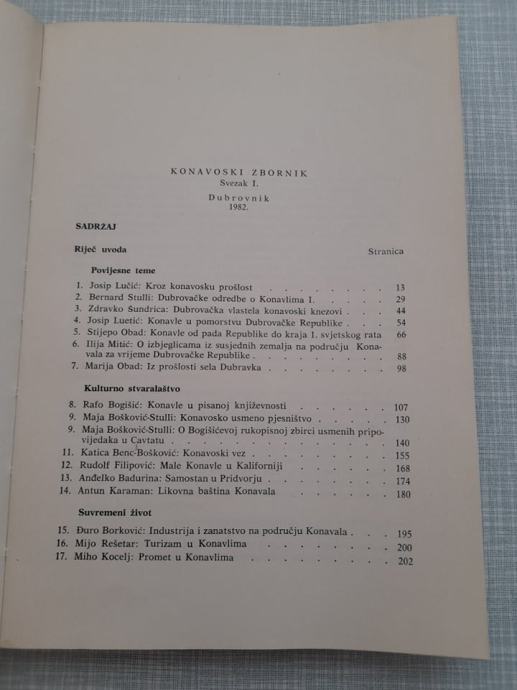 KONAVOSKI ZBORNIK
Svezak I.
Dubrovnik
1982.
SADRŽAJ
Riječ uvoda Stranica
Povijesne teme
1. Josip Lučić: Kroz konavosku prošlost . . . . . . . 13
2. Bernard Stulli: Dubrovačke odredbe o Konavlima I. . . . . 29
3. Zdravko Šundrica: Dubrovačka vlastela konavoski knezovi . . . 44
4. Josip Luetić: Konavle u pomorstvu Dubrovačke Republike . . . 54
5. Stijepo Obad: Konavle od pada Republike do kraja I. svjetskog rata 66
6. Ilija Mitić: O izbjeglicama iz susjednih zemalja na području Kona-
vala za vrijeme Dubrovačke Republike . . . . . . . 88
7. Marija Obad: Iz prošlosti sela Dubravka . . . . . . . 98
Kulturno stvaralaštvo
8. Rafo Bogišić: Konavle u pisanoj književnosti . . . . . . 107
9. Maja Bošković-Stulli: Konavosko usmeno pjesništvo . . . . 130
9. Maja Bošković-Stulli: O Bogišićevoj rukopisnoj zbirci usmenih pripo-
vijedaka u Cavtatu . . . . . . . . . . 140
11. Katica Benc-Bošković: Konavoski vez . . . . . . . 155
12. Rudolf Filipović: Male Konavle u Kaliforniji . . . . . 168
13. Anđelko Badurina: Samostan u Pridvorju . . . . . . 174
14. Antun Karaman: Likovna baština Konavala . . . . . . 180
Suvremeni život
15. Đuro Borković: Industrija i zanatstvo na području Konavala . . . 195
16. Mijo Rešetar: Turizam u Konavlima . . . . . . . 200
17. Miho Kocelj: Promet u Konavlima . . . . . . . 202